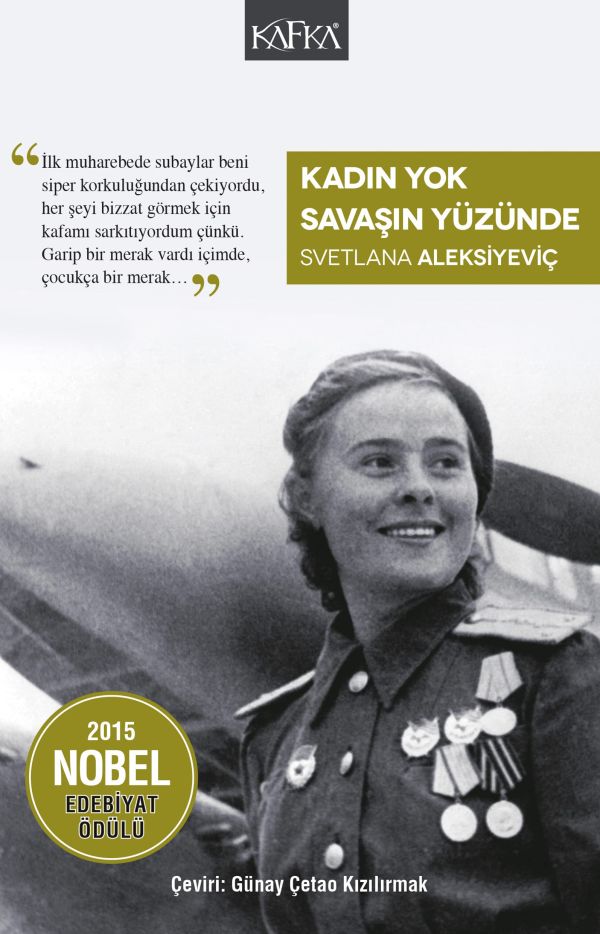 KAFKA®
“İlk muharebede subaylar beni
siper korkuluğundan çekiyordu,
her şeyi bizzat görmek için
kafamı sarkıtıyordum çünkü.
Garip bir merak vardı içimde,
çocukça bir merak…”
KADIN YOK
SAVAŞIN YÜZÜNDE
SVETLANA ALEKSİYEVİÇ
2015
NOBEL
EDEBİYAT
ÖDÜLÜ
Çeviri: Günay Çetao Kızılırmak